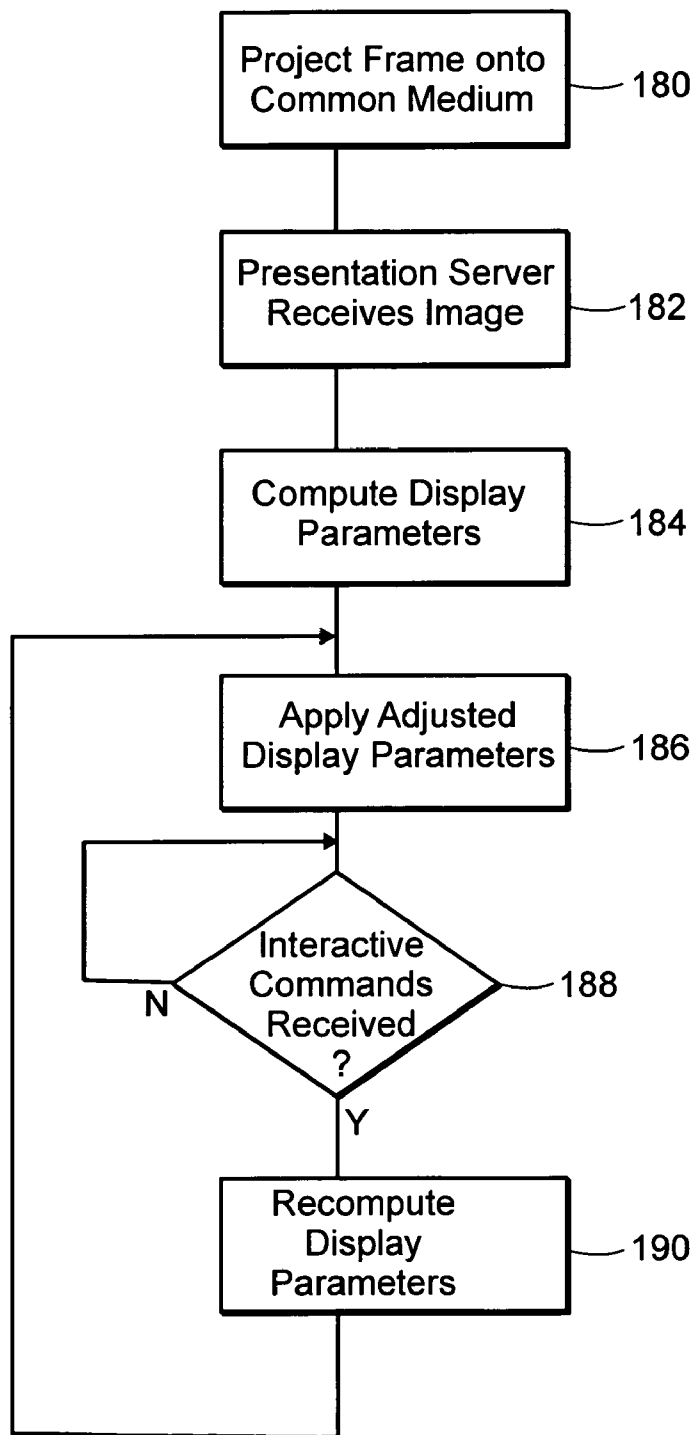 Project Frame onto
Common Medium
180
Presentation Server
Receives Image
182
Compute Display
Parameters
184
Apply Adjusted
Display Parameters
186
Interactive
Commands
Received
?
188
N
Y
Recompute
Display
Parameters
190